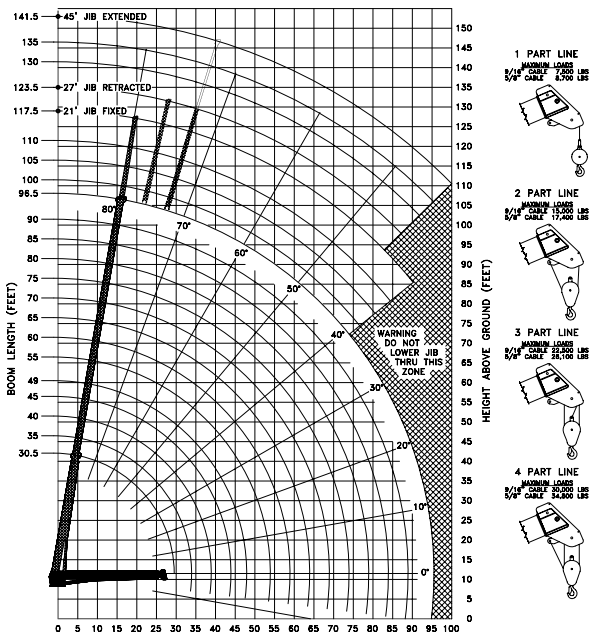 141.5
45' JIB EXTENDED
135
130
123.5
27' JIB RETRACTED
117.5
21' JIB FIXED
110
105
100
98.5
90
85
80
75
70
65
60
55
49
45
40
35
30.5
BOOM LENGTH (FEET)
80°
70°
60°
50°
40°
30°
20°
10°
0°
WARNING
DO NOT
LOWER JIB
THRU THIS
ZONE
150
145
140
135
130
125
120
115
110
105
100
95
90
85
80
75
70
65
60
55
50
45
40
35
30
25
20
15
10
5
0
HEIGHT ABOVE GROUND (FEET)
0 5 10 15 20 25 30 35 40 45 50 55 60 65 70 75 80 85 90 95 100
1 PART LINE
MAXIMUM LOADS
9/16" CABLE 7,500 LBS
5/8" CABLE 8,700 LBS
2 PART LINE
MAXIMUM LOADS
9/16" CABLE 15,000 LBS
5/8" CABLE 17,400 LBS
3 PART LINE
MAXIMUM LOADS
9/16" CABLE 22,500 LBS
5/8" CABLE 26,100 LBS
4 PART LINE
MAXIMUM LOADS
9/16" CABLE 30,000 LBS
5/8" CABLE 34,800 LBS